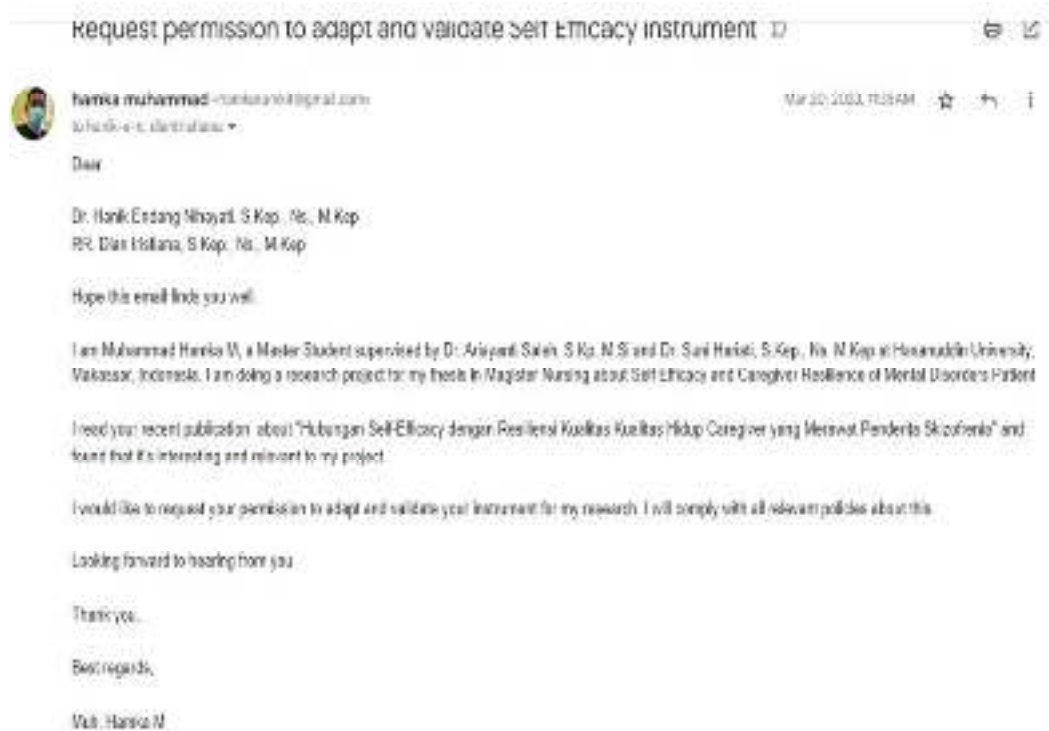 Request permission to adapt and validate Self Efficacy instrument
hamka muhammad
Dear
Dr. Hanik Endang Nihayati, S.Kep., Ns., M.Kep
RR. Dian Tristiana, S.Kep., Ns., M.Kep
Hope this email finds you well.
I am Muhammad Hamka M, a Master Student supervised by Dr. Ariayanti Saleh, S.Kp, M.Si and Dr. Suni Hariati, S.Kep., Ns, M.Kep at Hasanuddin University,
Makassar, Indonesia. I am doing a research project for my thesis in Magister Nursing about Self Efficacy and Caregiver Resilience of Mental Disorders Patient
I read your recent publication about "Hubungan Self-Efficacy dengan Resiliensi Kualitas Kualitas Hidup Caregiver yang Merawat Penderita Skizofrenia" and
found that it's interesting and relevant to my project.
I would like to request your permission to adapt and validate your instrument for my research. I will comply with all relevant policies about this.
Looking forward to hearing from you
Thank you.
Best regards,
Muh. Hamka M